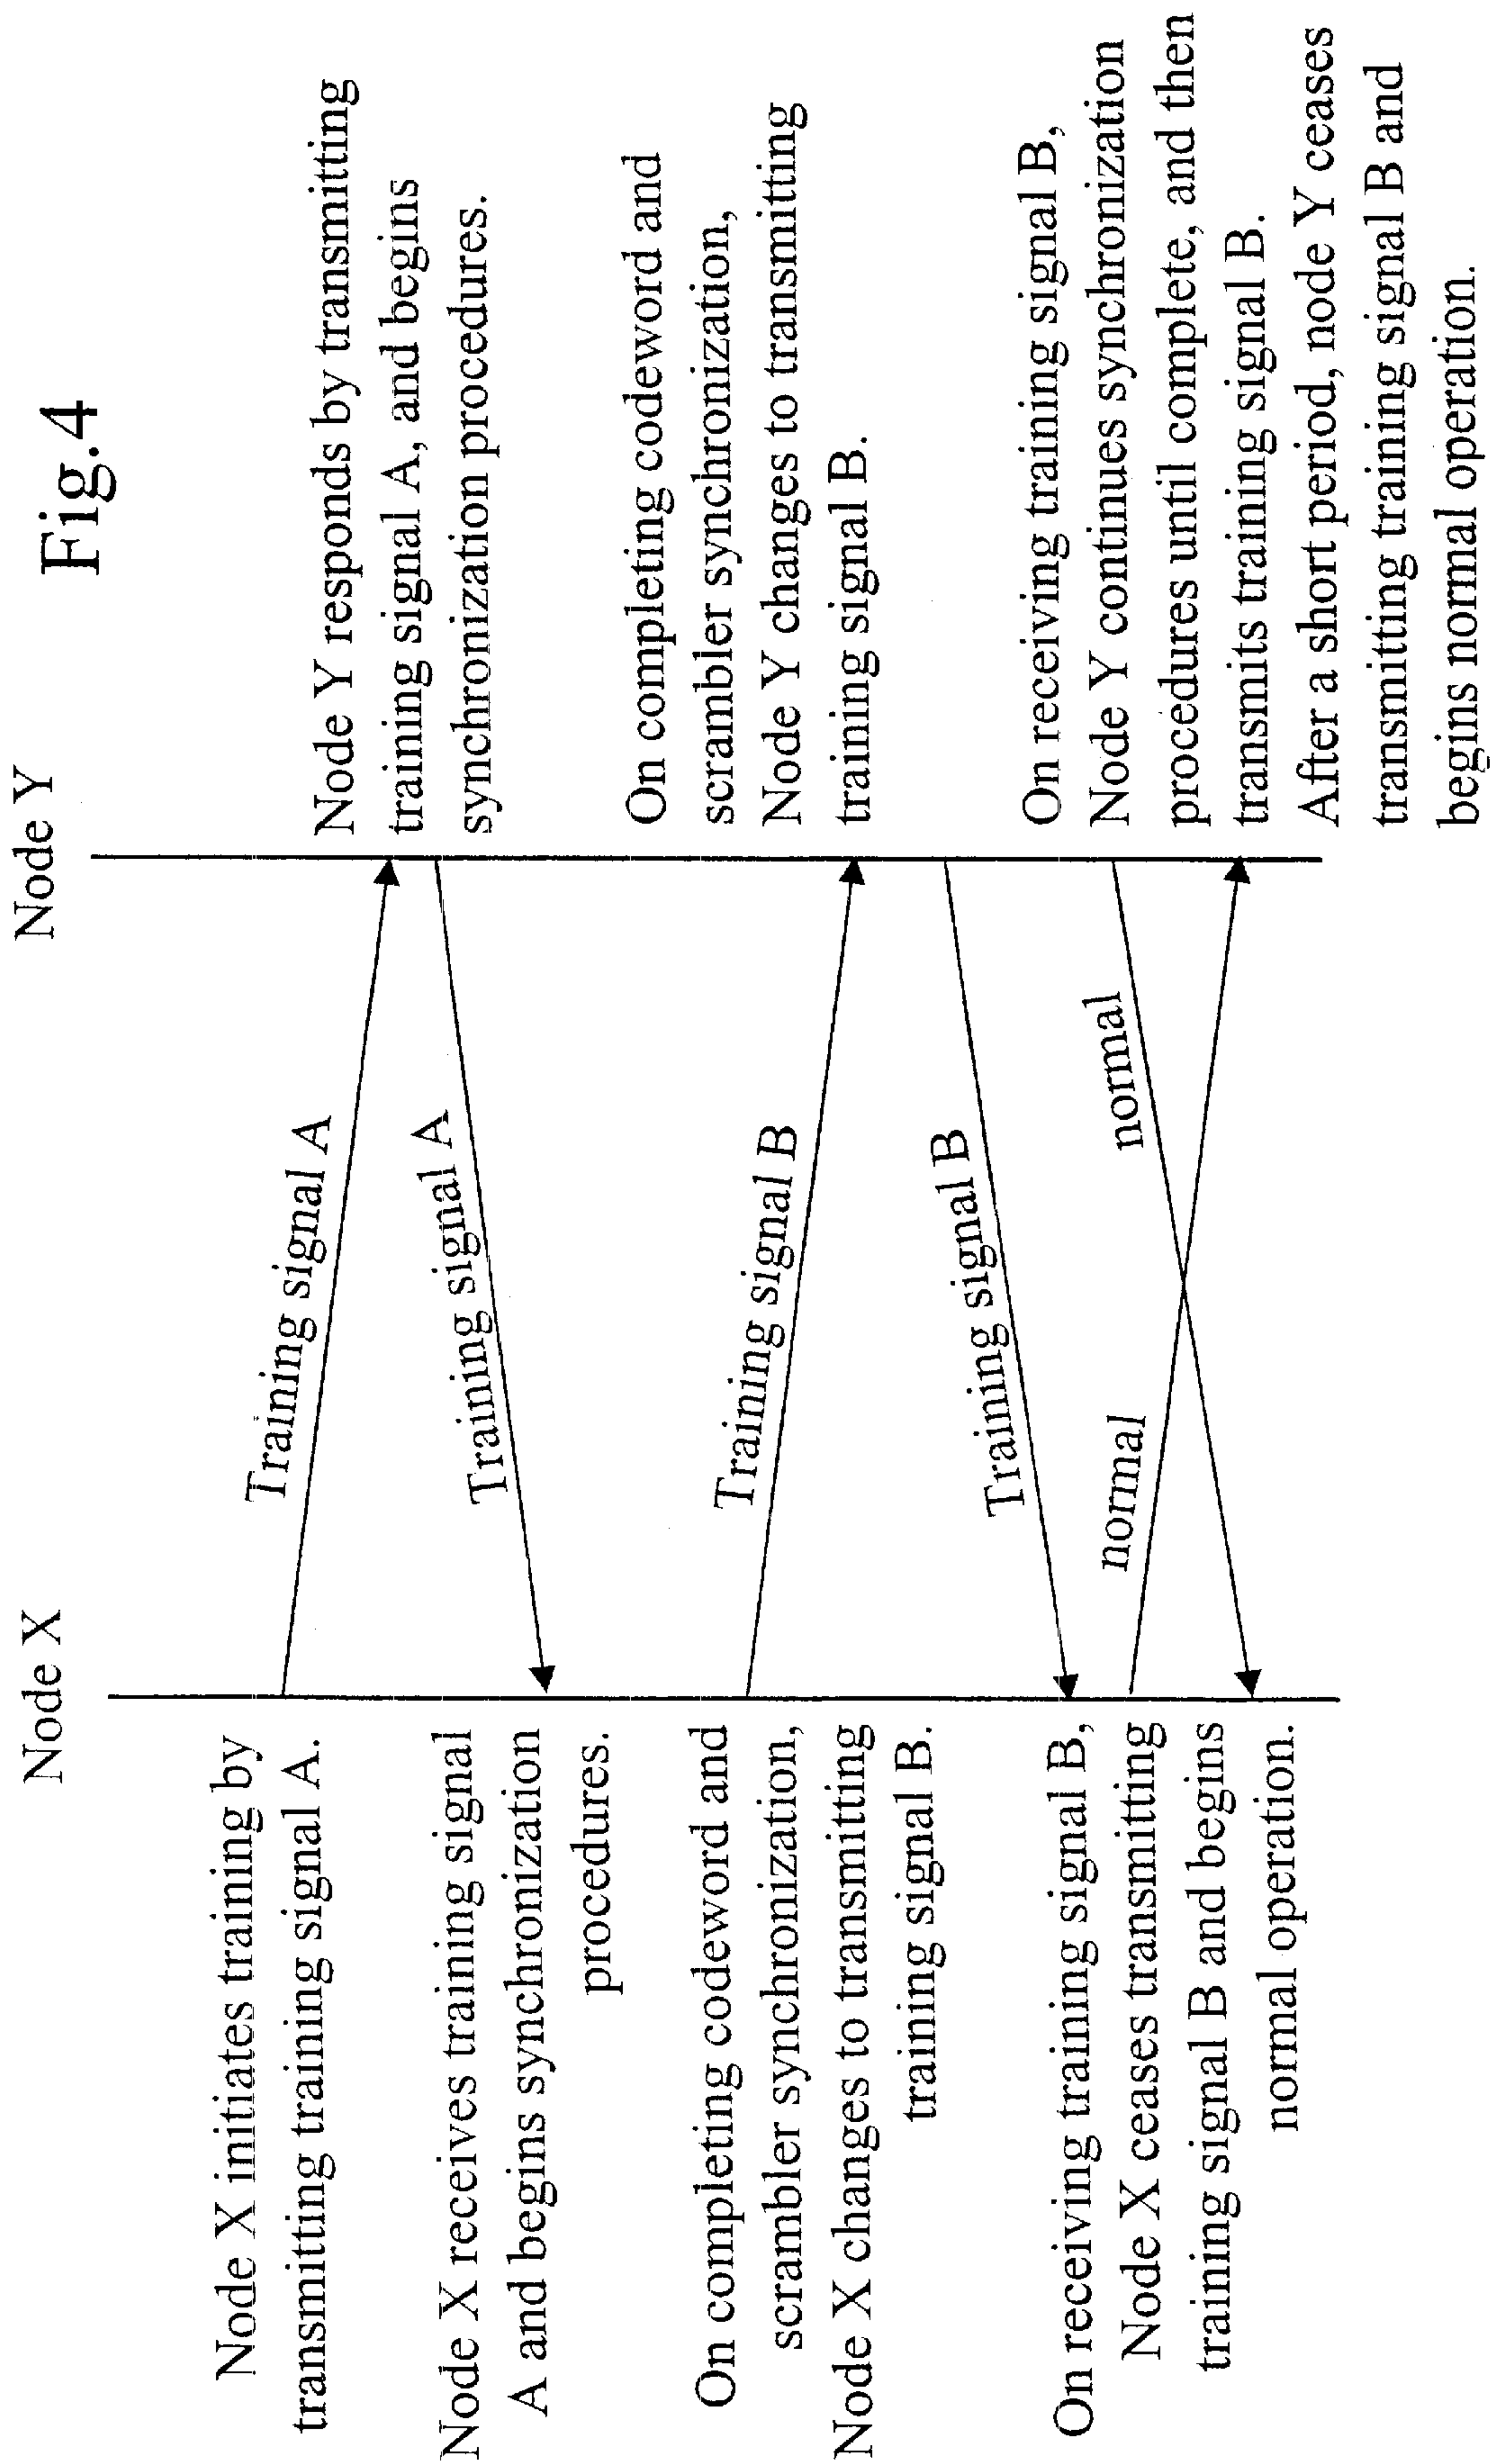 Fig.4
Node X
Node Y
Node X initiates training by
transmitting training signal A.
Training signal A
Node Y responds by transmitting
training signal A, and begins
synchronization procedures.
Training signal A
Node X receives training signal
A and begins synchronization
procedures.
On completing codeword and
scrambler synchronization,
Node X changes to transmitting
training signal B.
Training signal B
On completing codeword and
scrambler synchronization,
Node Y changes to transmitting
training signal B.
Training signal B
On receiving training signal B,
Node X ceases transmitting
training signal B and begins
normal operation.
normal
normal
On receiving training signal B,
Node Y continues synchronization
procedures until complete, and then
transmits training signal B.
After a short period, node Y ceases
transmitting training signal B and
begins normal operation.